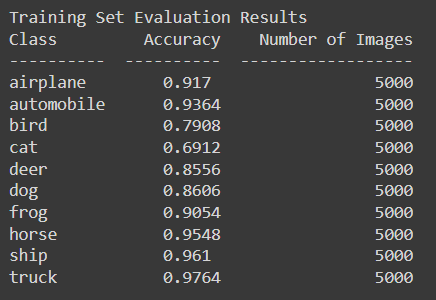 Training Set Evaluation Results
Class Accuracy Number of Images
---------- ---------- ------------------
airplane 0.917 5000
automobile 0.9364 5000
bird 0.7908 5000
cat 0.6912 5000
deer 0.8556 5000
dog 0.8606 5000
frog 0.9054 5000
horse 0.9548 5000
ship 0.961 5000
truck 0.9764 5000